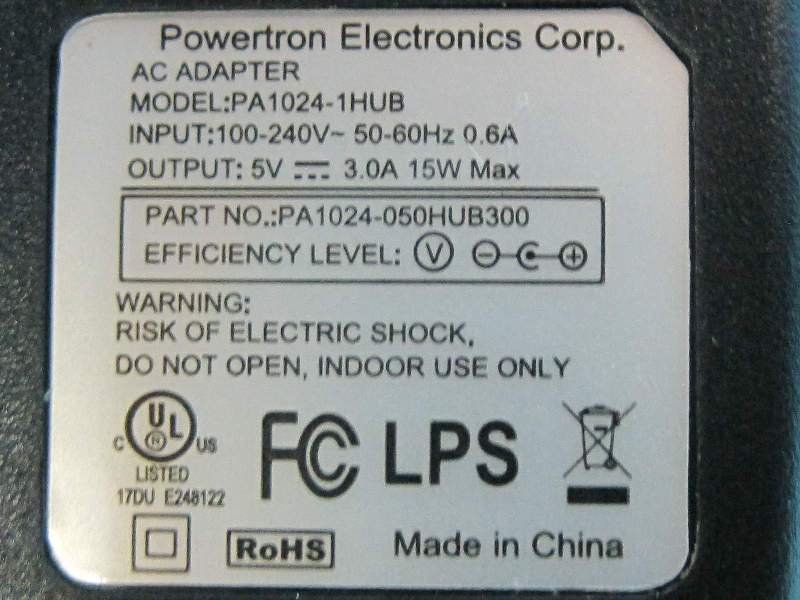 Powertron Electronics Corp.
AC ADAPTER
MODEL:PA1024-1HUB
INPUT:100-240V~ 50-60Hz 0.6A
OUTPUT: 5V ⎓ 3.0A 15W Max
PART NO.:PA1024-050HUB300
EFFICIENCY LEVEL: V
WARNING:
RISK OF ELECTRIC SHOCK,
DO NOT OPEN, INDOOR USE ONLY
C UL ® US
LISTED
17DU E248122
FC LPS
RoHS Made in China